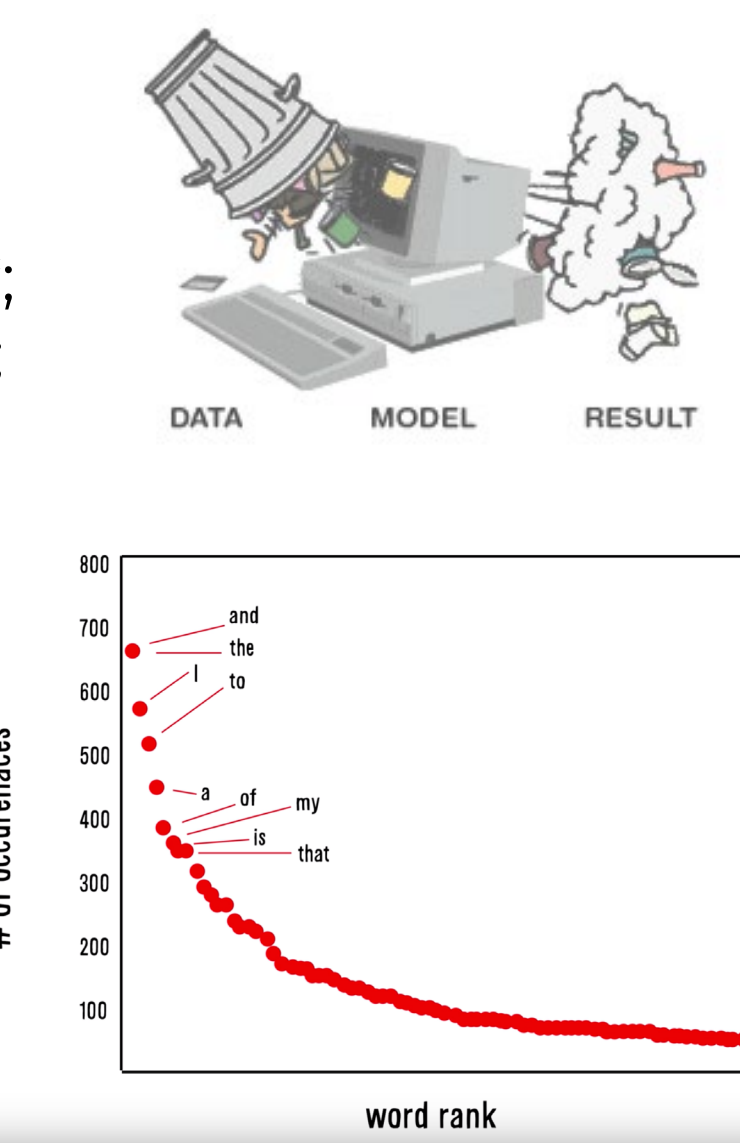 ;
DATA MODEL RESULT
800
700
600
500
400
300
200
100
and
the
I
to
a
of
my
is
that
word rank